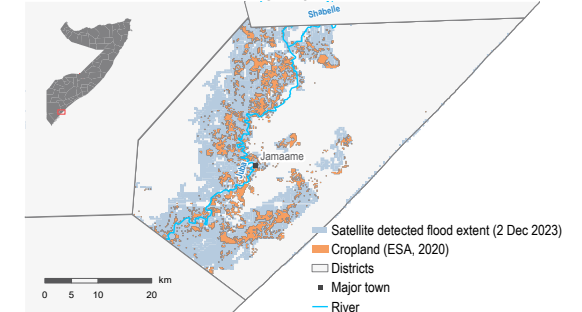 Shabelle
Jamaame
Juba
Satellite detected flood extent (2 Dec 2023)
Cropland (ESA, 2020)
Districts
Major town
River
km
0 5 10 20